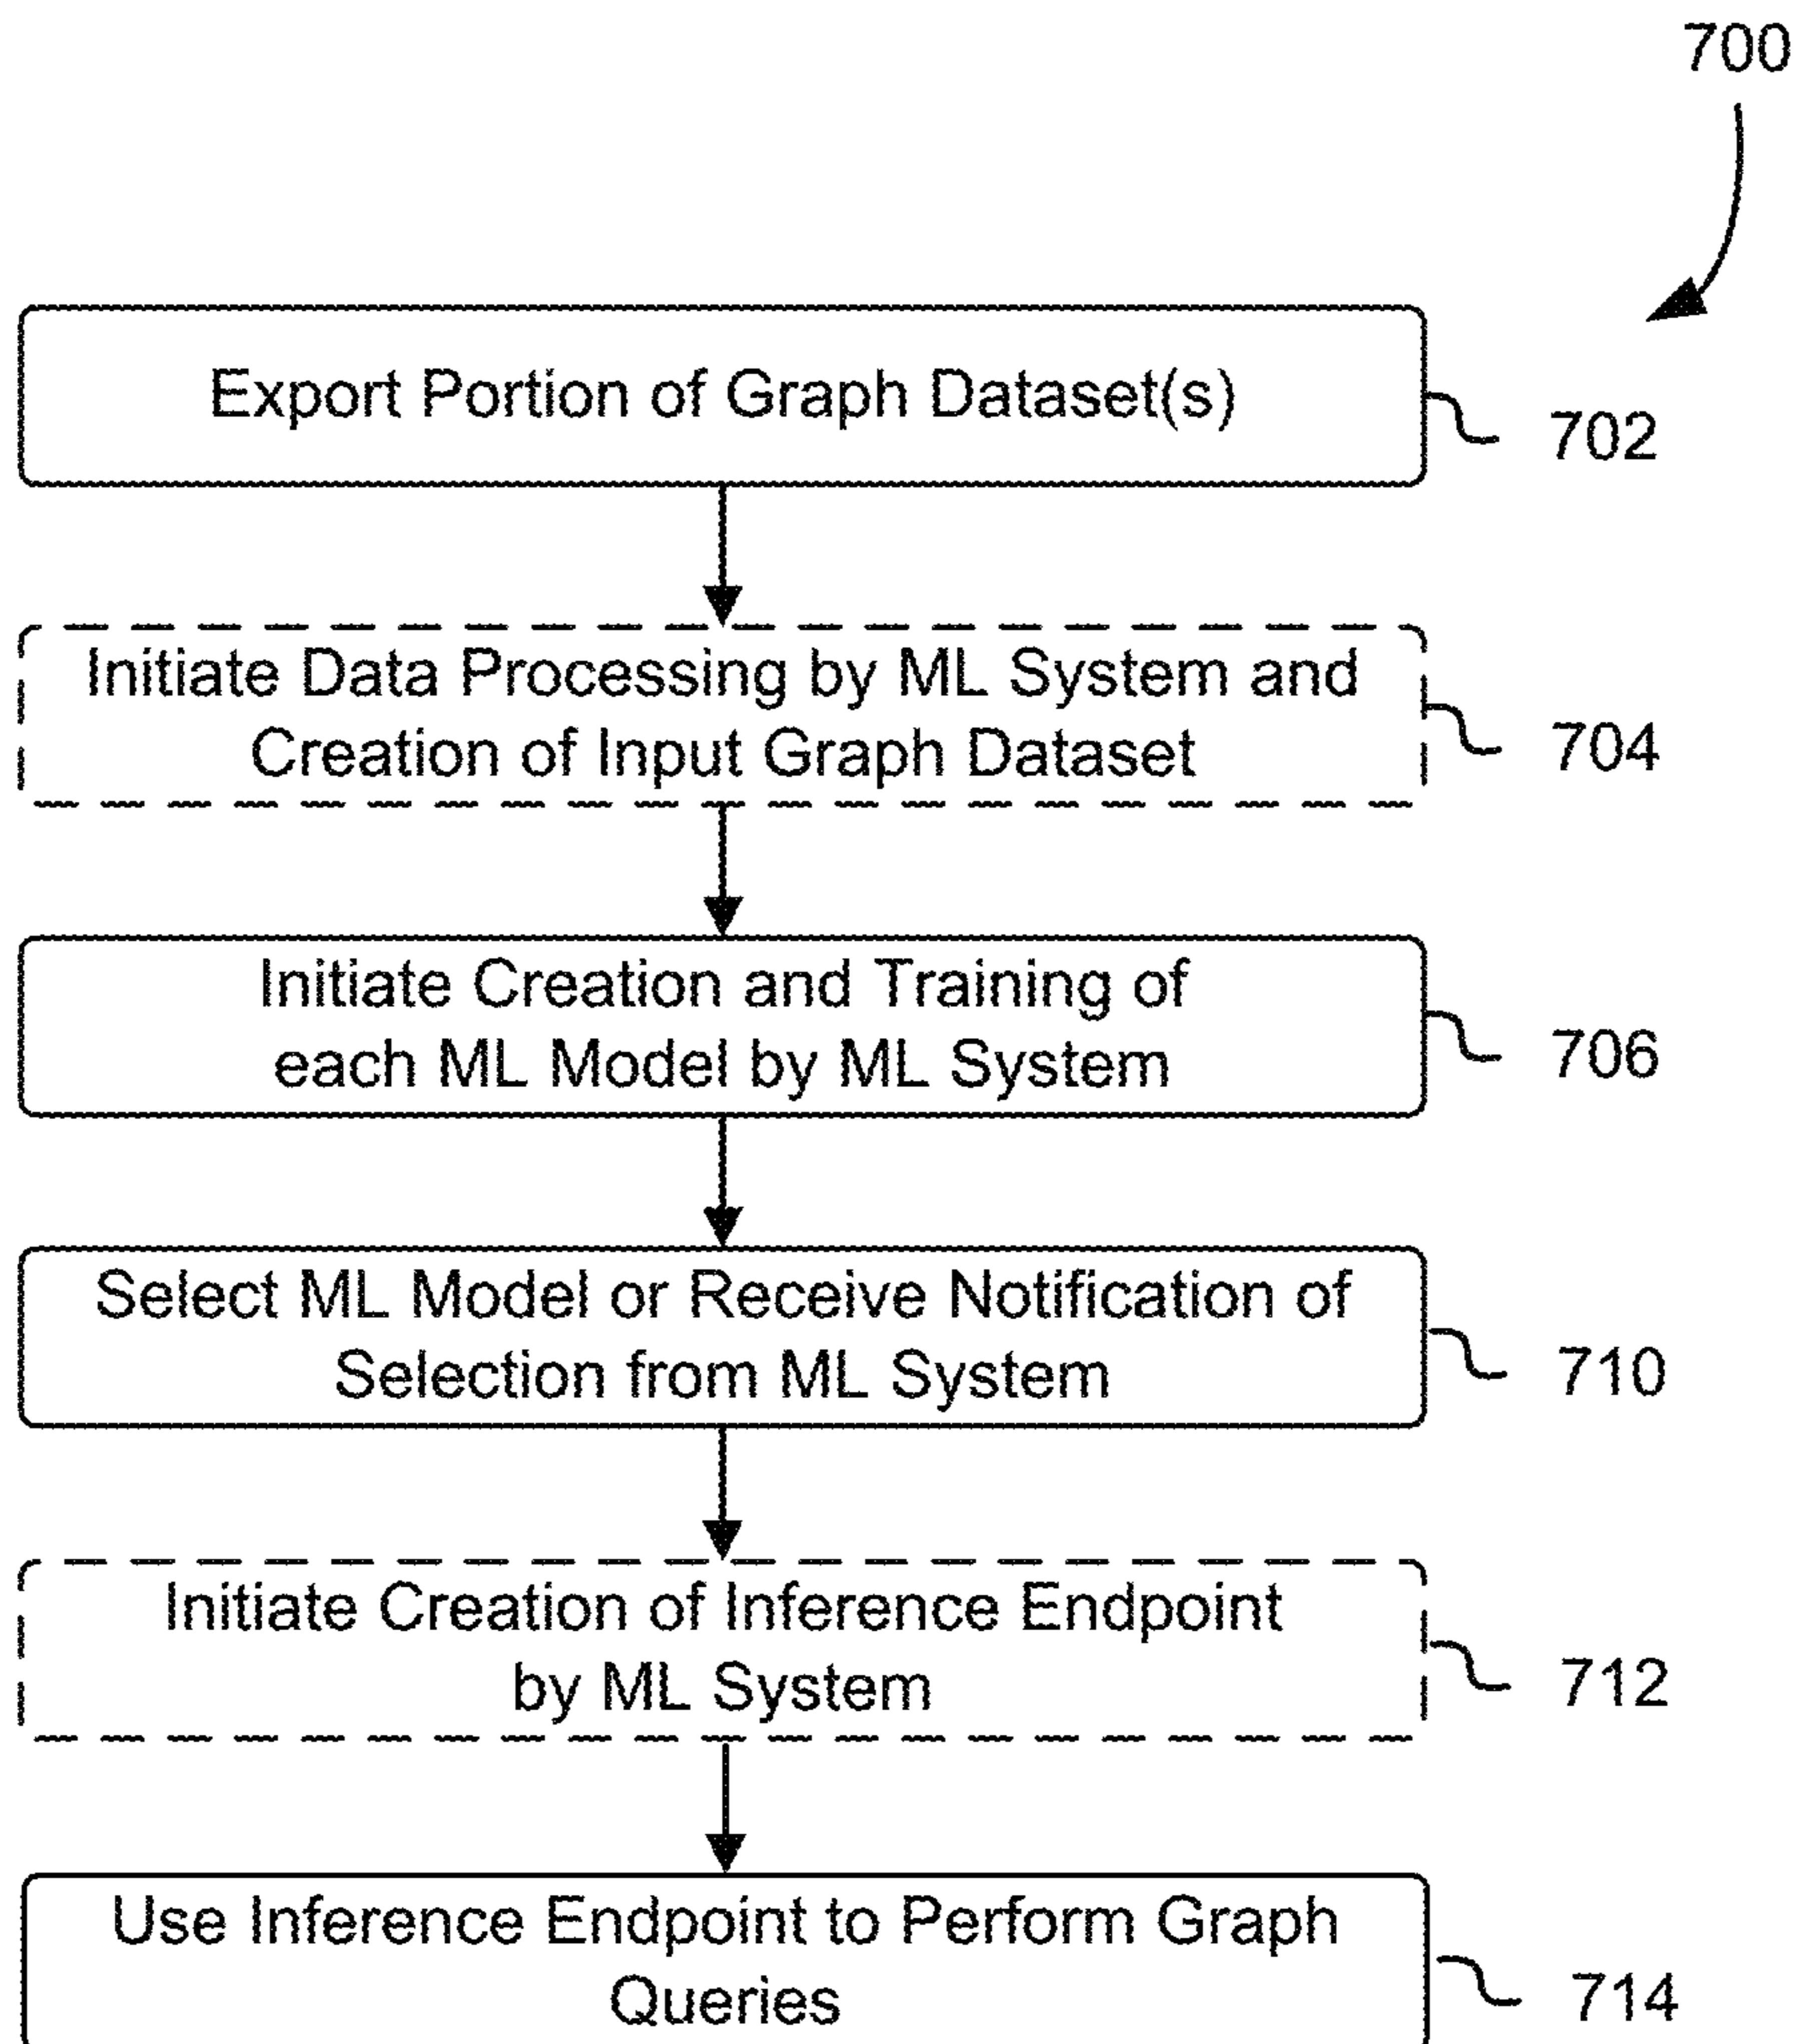 700
Export Portion of Graph Dataset(s)
702
Initiate Data Processing by ML System and
Creation of Input Graph Dataset
704
Initiate Creation and Training of
each ML Model by ML System
706
Select ML Model or Receive Notification of
Selection from ML System
710
Initiate Creation of Inference Endpoint
by ML System
712
Use Inference Endpoint to Perform Graph
Queries
714